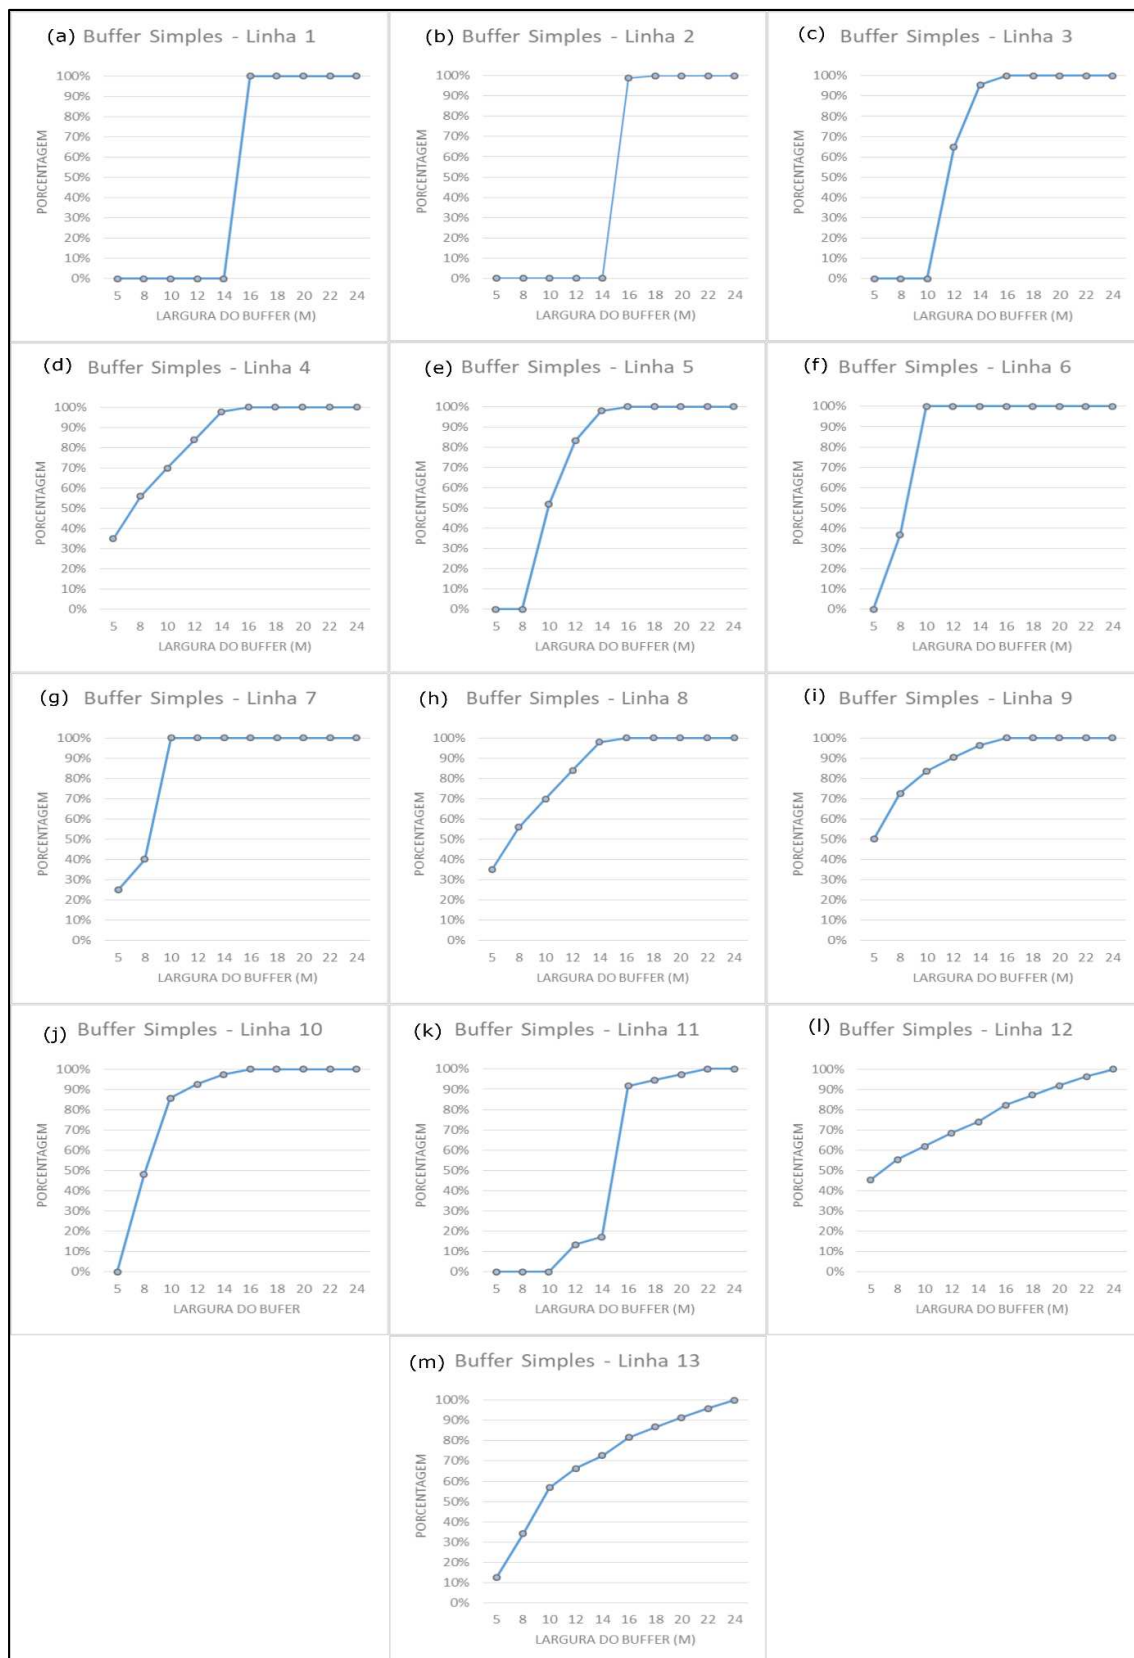 (a) Buffer Simples - Linha 1
100%
90%
80%
70%
60%
50%
40%
30%
20%
10%
0%
PORCENTAGEM
5 8 10 12 14 16 18 20 22 24
LARGURA DO BUFFER (M)
(b) Buffer Simples - Linha 2
100%
90%
80%
70%
60%
50%
40%
30%
20%
10%
0%
PORCENTAGEM
5 8 10 12 14 16 18 20 22 24
LARGURA DO BUFFER (M)
(c) Buffer Simples - Linha 3
100%
90%
80%
70%
60%
50%
40%
30%
20%
10%
0%
PORCENTAGEM
5 8 10 12 14 16 18 20 22 24
LARGURA DO BUFFER (M)
(d) Buffer Simples - Linha 4
100%
90%
80%
70%
60%
50%
40%
30%
20%
10%
0%
PORCENTAGEM
5 8 10 12 14 16 18 20 22 24
LARGURA DO BUFFER (M)
(e) Buffer Simples - Linha 5
100%
90%
80%
70%
60%
50%
40%
30%
20%
10%
0%
PORCENTAGEM
5 8 10 12 14 16 18 20 22 24
LARGURA DO BUFFER (M)
(f) Buffer Simples - Linha 6
100%
90%
80%
70%
60%
50%
40%
30%
20%
10%
0%
PORCENTAGEM
5 8 10 12 14 16 18 20 22 24
LARGURA DO BUFFER (M)
(g) Buffer Simples - Linha 7
100%
90%
80%
70%
60%
50%
40%
30%
20%
10%
0%
PORCENTAGEM
5 8 10 12 14 16 18 20 22 24
LARGURA DO BUFFER (M)
(h) Buffer Simples - Linha 8
100%
90%
80%
70%
60%
50%
40%
30%
20%
10%
0%
PORCENTAGEM
5 8 10 12 14 16 18 20 22 24
LARGURA DO BUFFER (M)
(i) Buffer Simples - Linha 9
100%
90%
80%
70%
60%
50%
40%
30%
20%
10%
0%
PORCENTAGEM
5 8 10 12 14 16 18 20 22 24
LARGURA DO BUFFER (M)
(j) Buffer Simples - Linha 10
100%
90%
80%
70%
60%
50%
40%
30%
20%
10%
0%
PORCENTAGEM
5 8 10 12 14 16 18 20 22 24
LARGURA DO BUFER
(k) Buffer Simples - Linha 11
100%
90%
80%
70%
60%
50%
40%
30%
20%
10%
0%
PORCENTAGEM
5 8 10 12 14 16 18 20 22 24
LARGURA DO BUFFER (M)
(l) Buffer Simples - Linha 12
100%
90%
80%
70%
60%
50%
40%
30%
20%
10%
0%
PORCENTAGEM
5 8 10 12 14 16 18 20 22 24
LARGURA DO BUFFER (M)
(m) Buffer Simples - Linha 13
100%
90%
80%
70%
60%
50%
40%
30%
20%
10%
0%
PORCENTAGEM
5 8 10 12 14 16 18 20 22 24
LARGURA DO BUFFER (M)